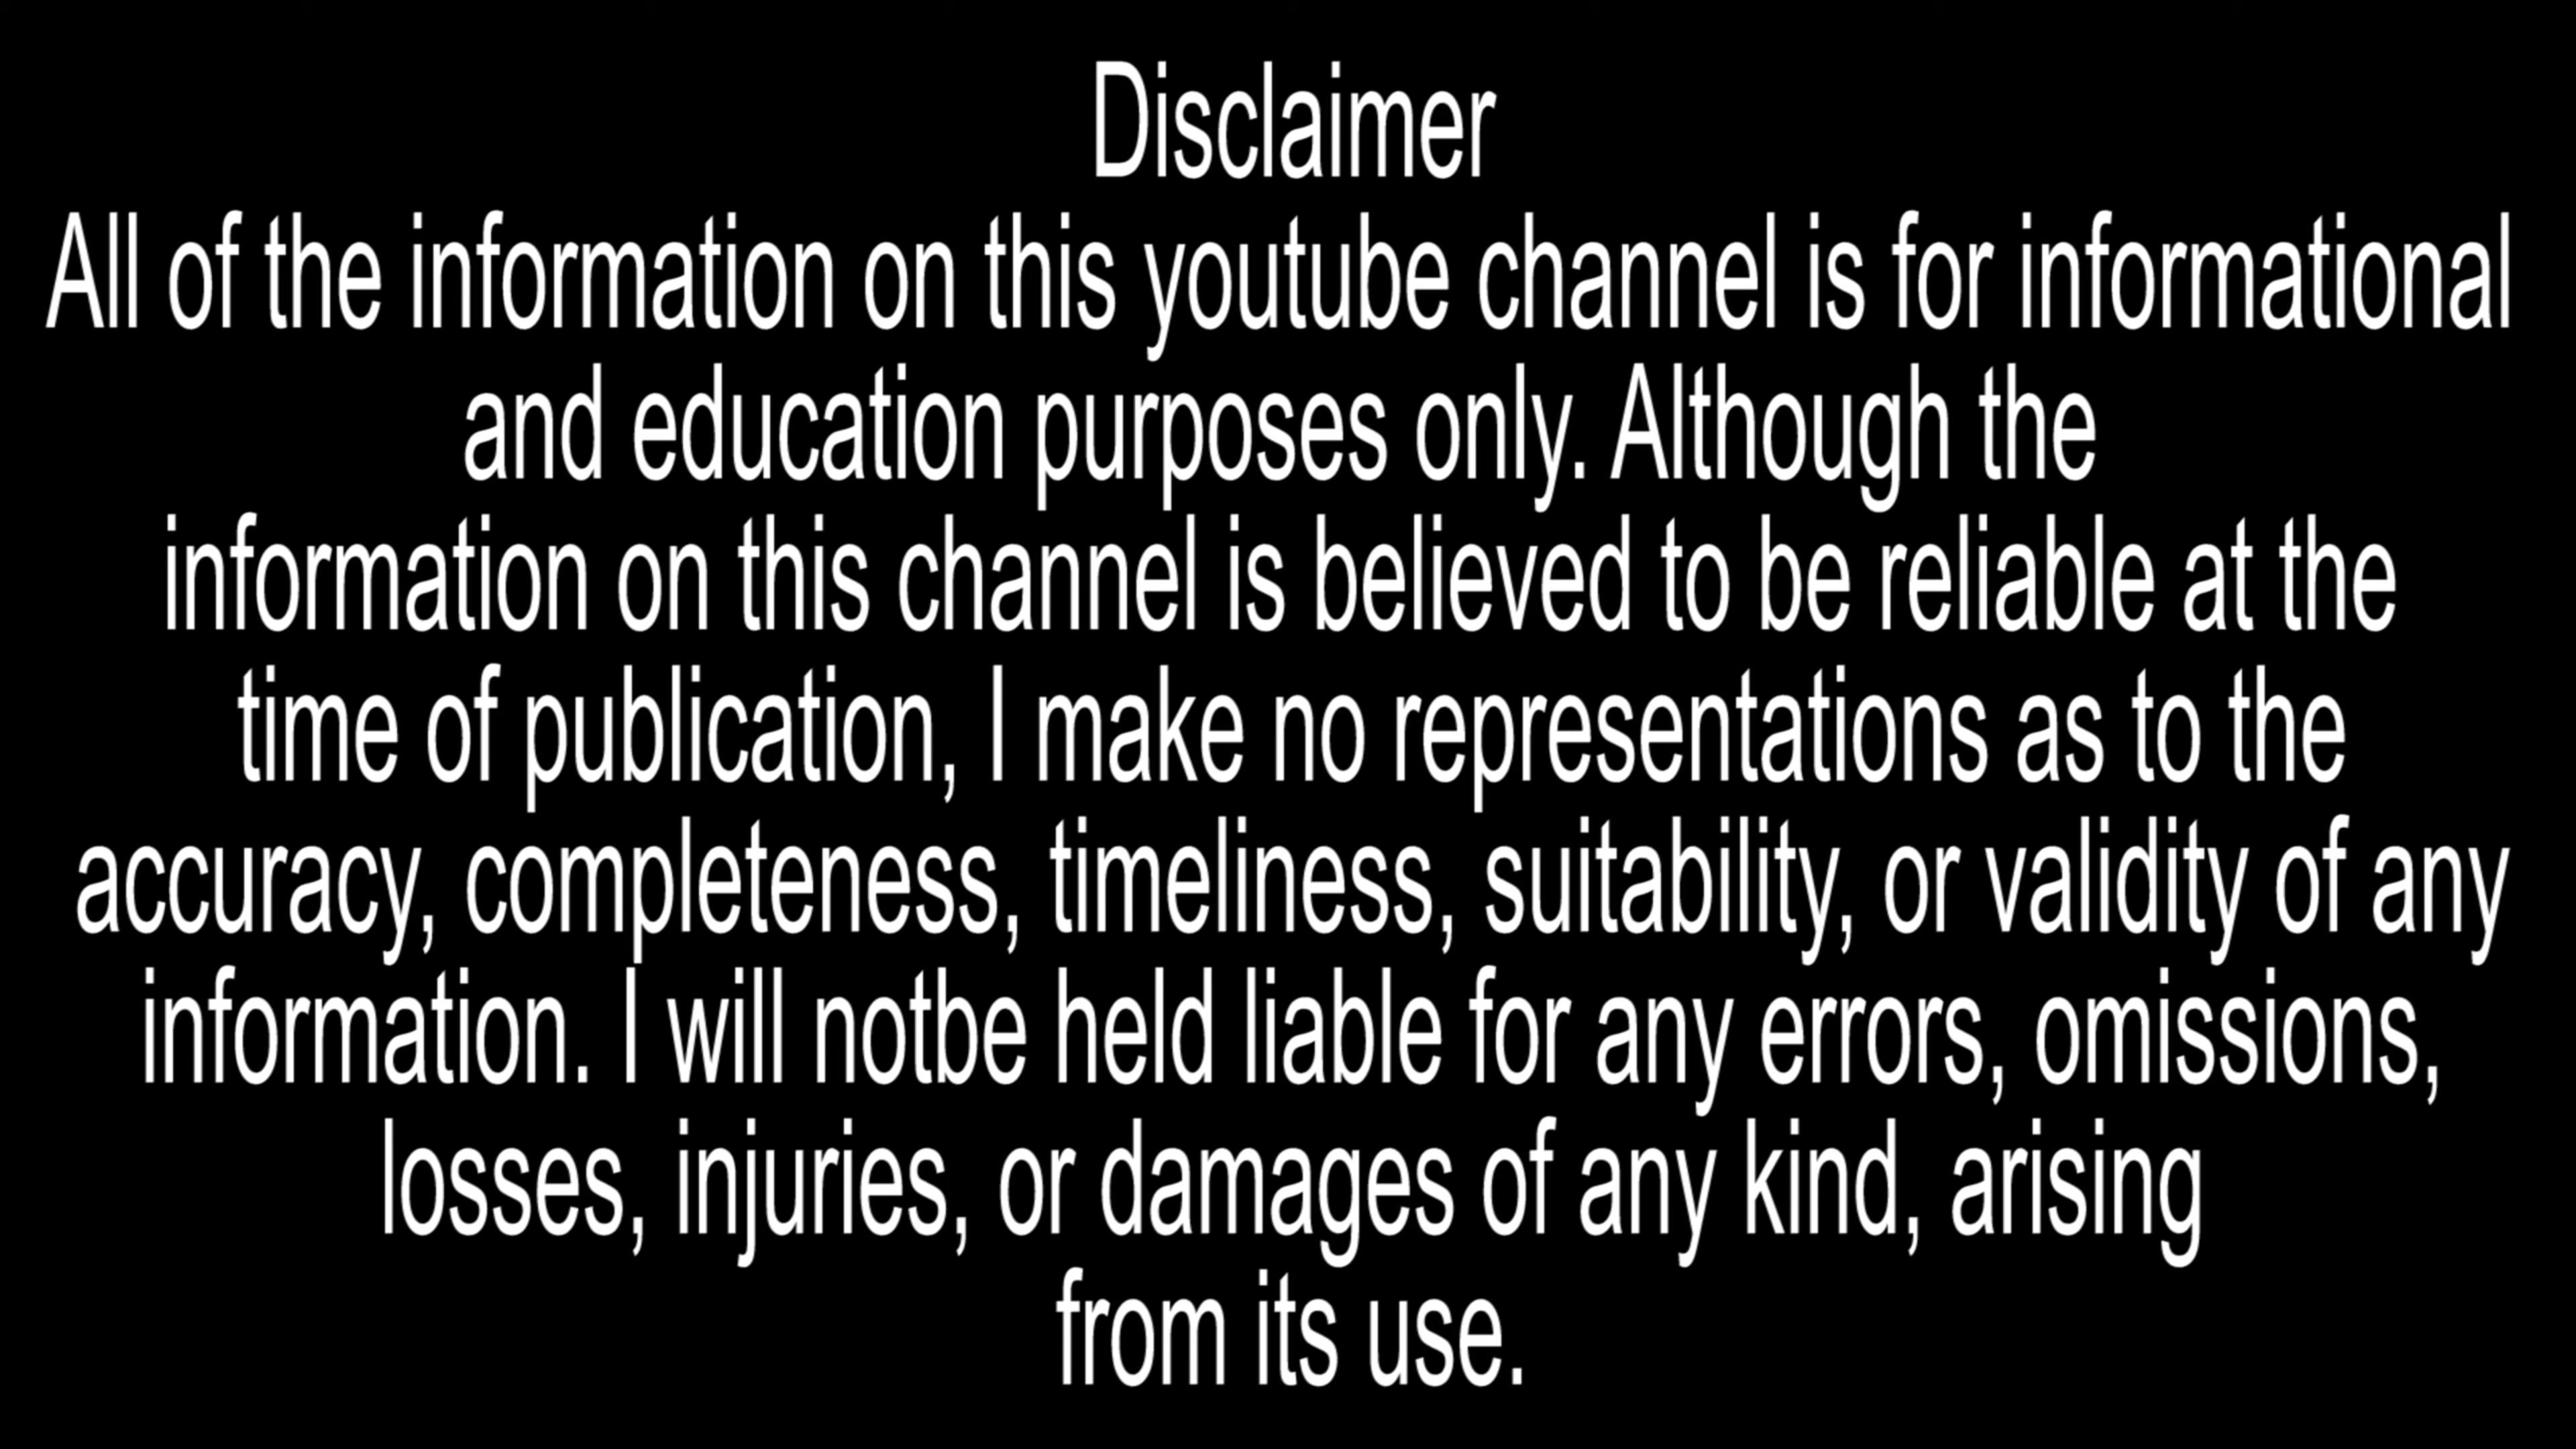 Disclaimer
All of the information on this youtube channel is for informational
and education purposes only. Although the
information on this channel is believed to be reliable at the
time of publication, I make no representations as to the
accuracy, completeness, timeliness, suitability, or validity of any
information. I will notbe held liable for any errors, omissions,
losses, injuries, or damages of any kind, arising
from its use.